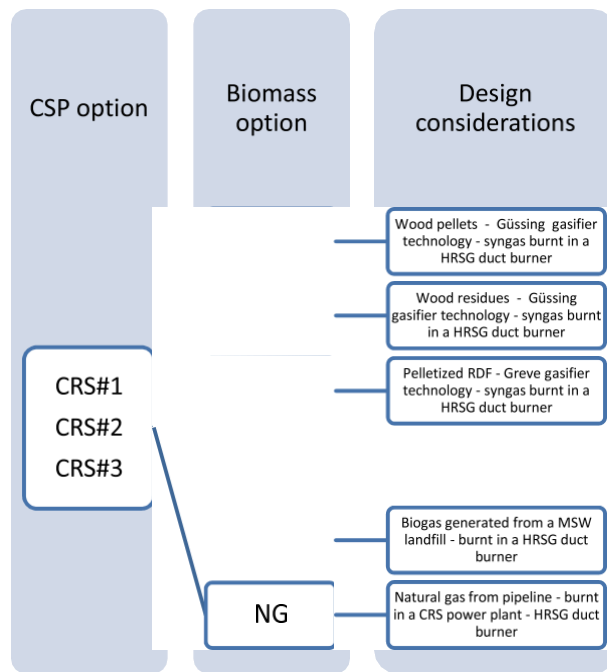 CSP option
Biomass
option
Design
considerations
CRS#1
CRS#2
CRS#3
NG
Wood pellets - Güssing gasifier
technology - syngas burnt in a
HRSG duct burner
Wood residues - Güssing
gasifier technology - syngas burnt
in a HRSG duct burner
Pelletized RDF - Greve gasifier
technology - syngas burnt in a
HRSG duct burner
Biogas generated from a MSW
landfill - burnt in a HRSG duct
burner
Natural gas from pipeline - burnt
in a CRS power plant - HRSG duct
burner